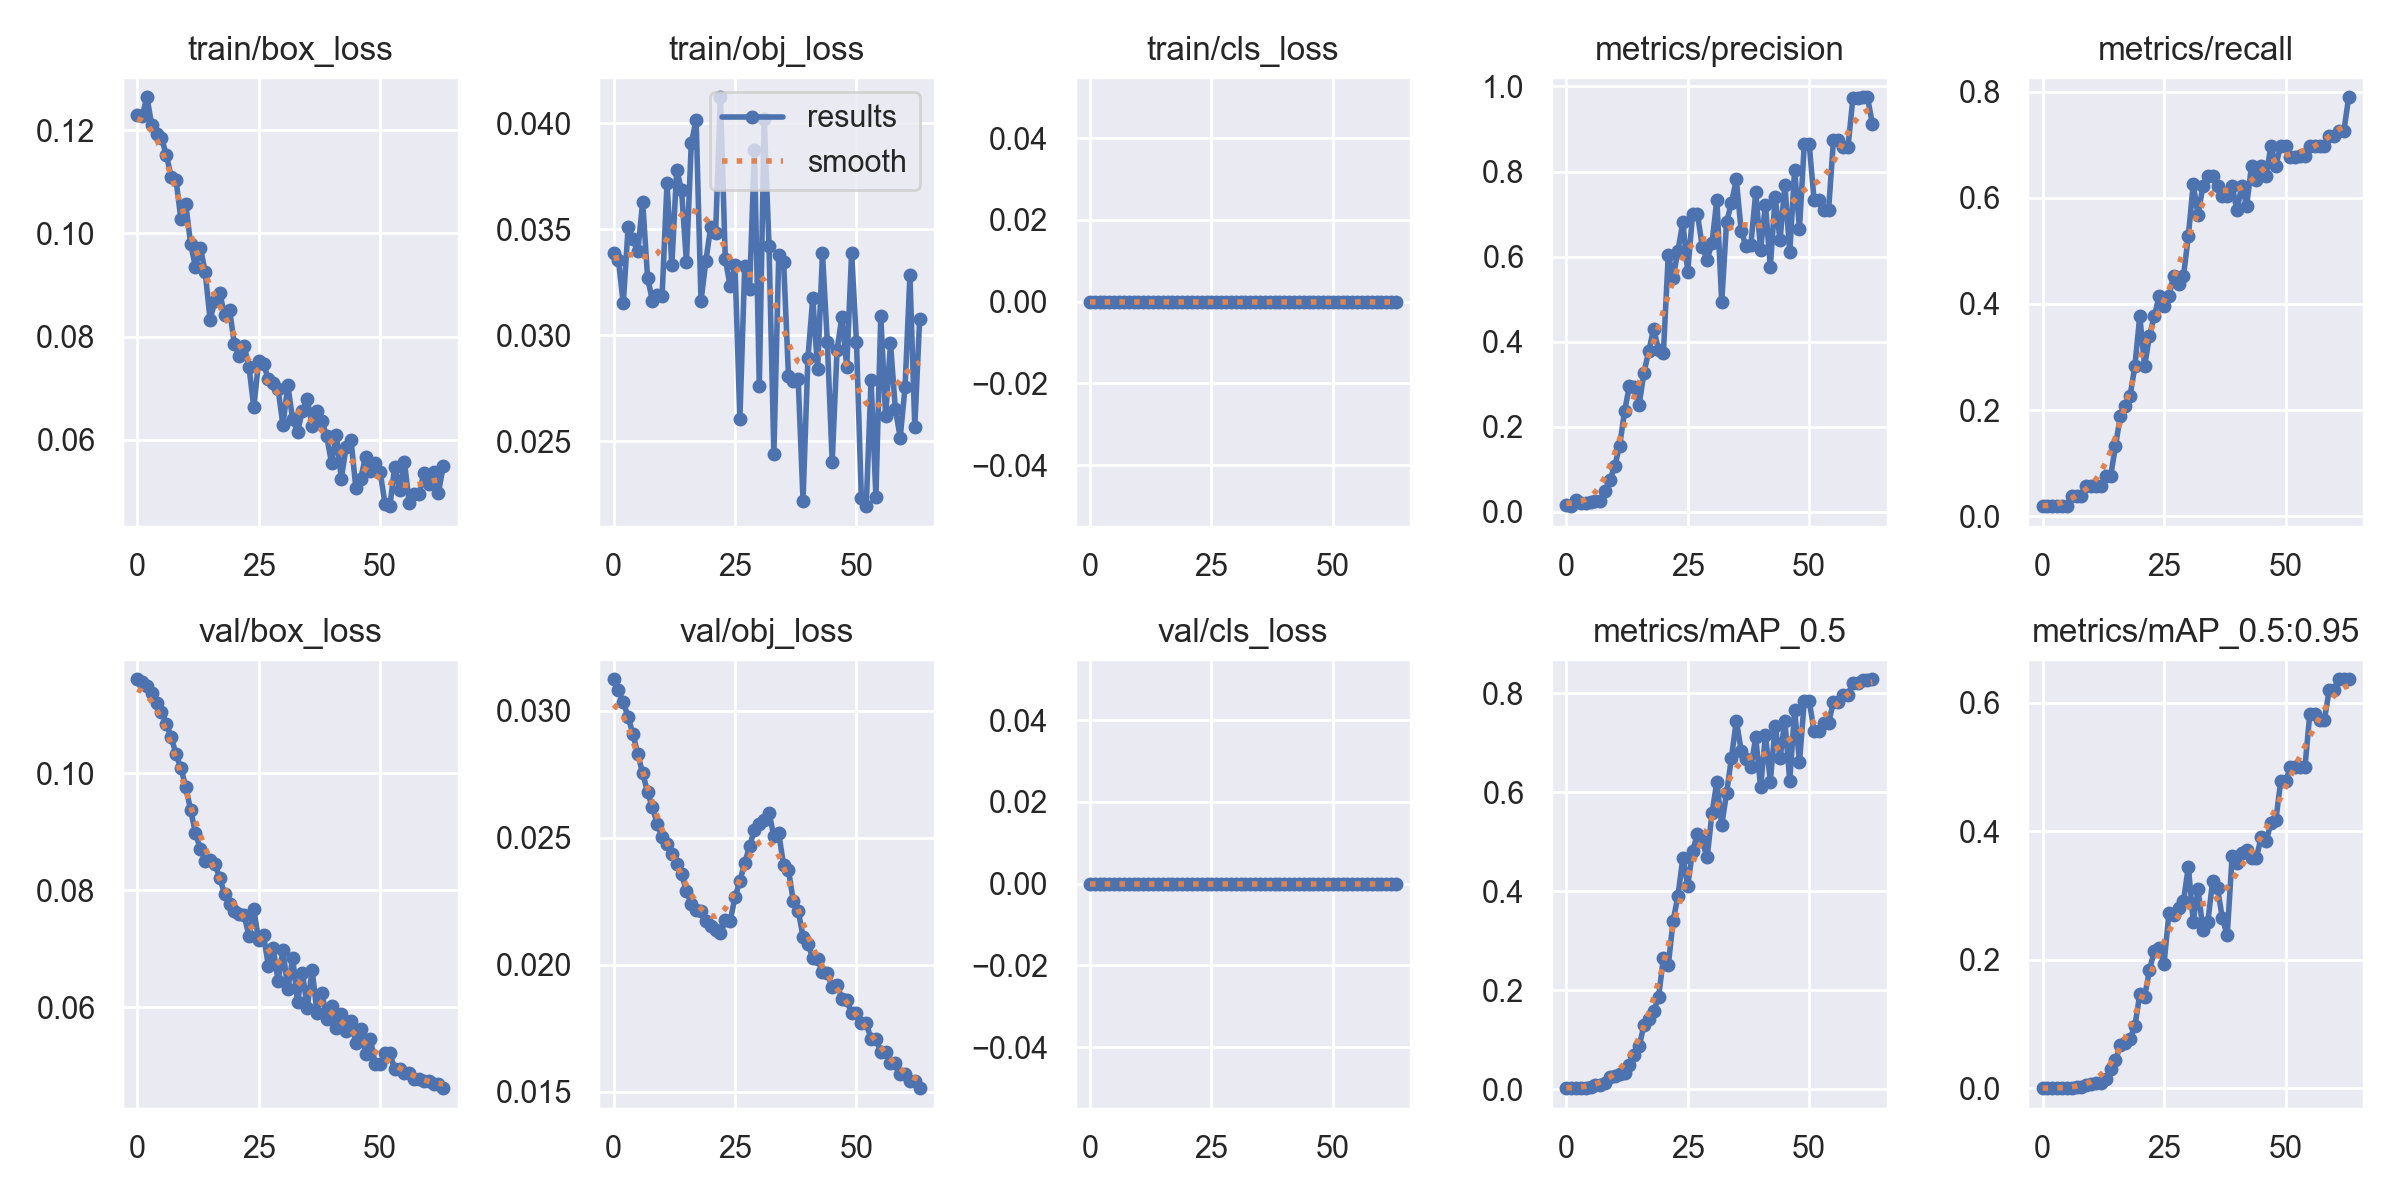 train/box_loss
train/obj_loss
train/cls_loss
metrics/precision
metrics/recall
0.12
0.10
0.08
0.06
0 25 50
0.040
0.035
0.030
0.025
results
smooth
0 25 50
0.04
0.02
0.00
−0.02
−0.04
0 25 50
1.0
0.8
0.6
0.4
0.2
0.0
0 25 50
0.8
0.6
0.4
0.2
0.0
0 25 50
val/box_loss
val/obj_loss
val/cls_loss
metrics/mAP_0.5
metrics/mAP_0.5:0.95
0.10
0.08
0.06
0 25 50
0.030
0.025
0.020
0.015
0 25 50
0.04
0.02
0.00
−0.02
−0.04
0 25 50
0.8
0.6
0.4
0.2
0.0
0 25 50
0.6
0.4
0.2
0.0
0 25 50